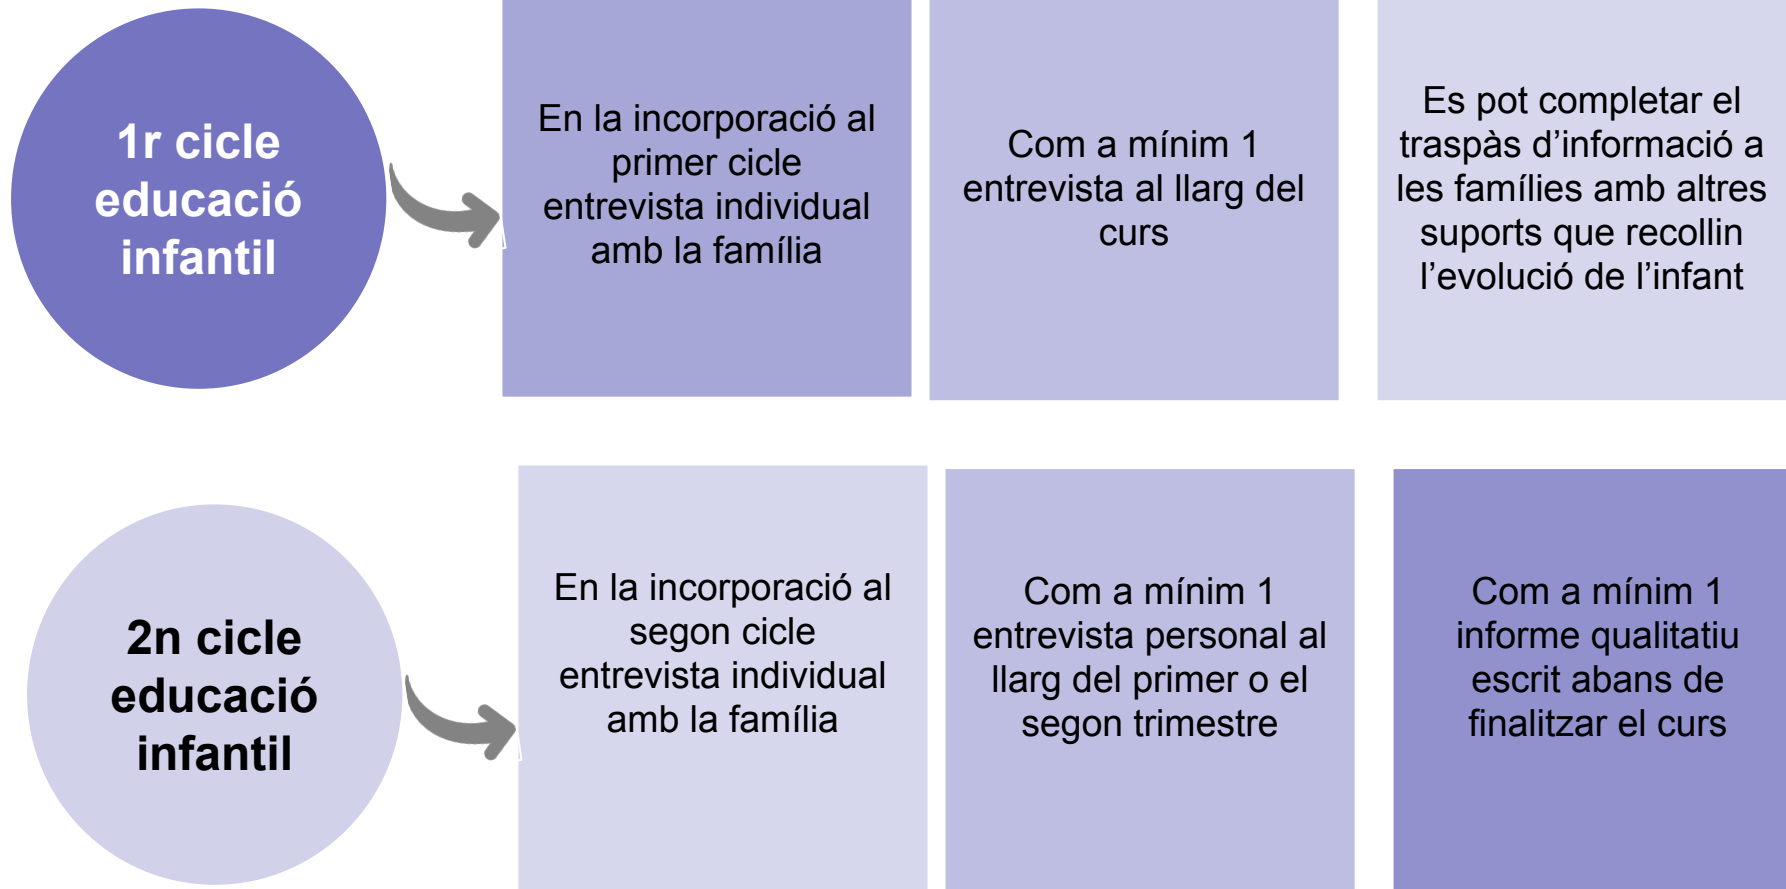 1r cicle
educació
infantil
En la incorporació al
primer cicle
entrevista individual
amb la família
Com a mínim 1
entrevista al llarg del
curs
Es pot completar el
traspàs d’informació a
les famílies amb altres
suports que recollin
l’evolució de l’infant
2n cicle
educació
infantil
En la incorporació al
segon cicle
entrevista individual
amb la família
Com a mínim 1
entrevista personal al
llarg del primer o el
segon trimestre
Com a mínim 1
informe qualitatiu
escrit abans de
finalitzar el curs